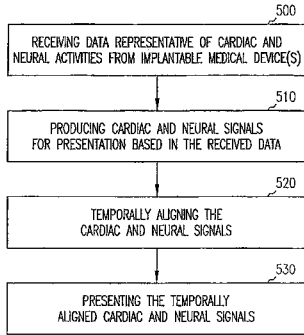 500
RECEIVING DATA REPRESENTATIVE OF CARDIAC AND
NEURAL ACTIVITIES FROM IMPLANTABLE MEDICAL DEVICE(S)
510
PRODUCING CARDIAC AND NEURAL SIGNALS
FOR PRESENTATION BASED IN THE RECEIVED DATA
520
TEMPORALLY ALIGNING THE
CARDIAC AND NEURAL SIGNALS
530
PRESENTING THE TEMPORALLY
ALIGNED CARDIAC AND NEURAL SIGNALS